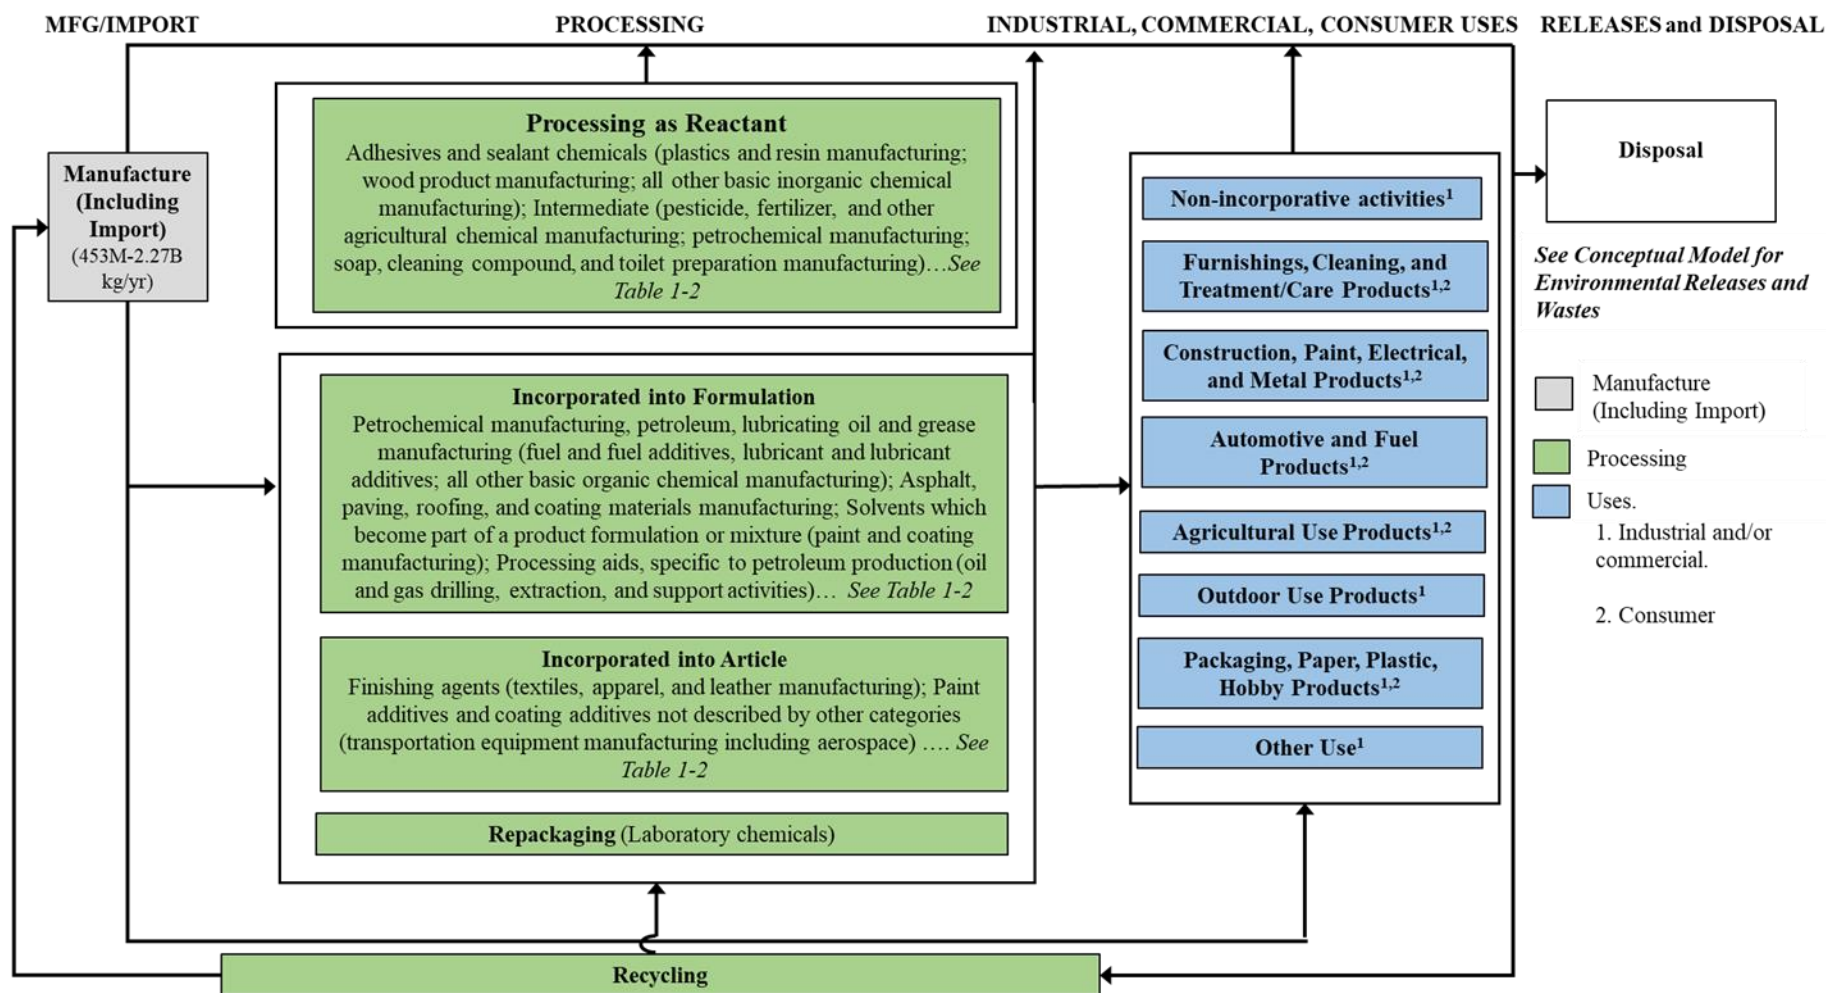 MFG/IMPORT
PROCESSING
INDUSTRIAL, COMMERCIAL, CONSUMER USES
RELEASES and DISPOSAL
Manufacture
(Including
Import)
(453M-2.27B
kg/yr)
Processing as Reactant
Adhesives and sealant chemicals (plastics and resin manufacturing;
wood product manufacturing; all other basic inorganic chemical
manufacturing); Intermediate (pesticide, fertilizer, and other
agricultural chemical manufacturing; petrochemical manufacturing;
soap, cleaning compound, and toilet preparation manufacturing)…See
Table 1-2
Incorporated into Formulation
Petrochemical manufacturing, petroleum, lubricating oil and grease
manufacturing (fuel and fuel additives, lubricant and lubricant
additives; all other basic organic chemical manufacturing); Asphalt,
paving, roofing, and coating materials manufacturing; Solvents which
become part of a product formulation or mixture (paint and coating
manufacturing); Processing aids, specific to petroleum production (oil
and gas drilling, extraction, and support activities)… See Table 1-2
Incorporated into Article
Finishing agents (textiles, apparel, and leather manufacturing); Paint
additives and coating additives not described by other categories
(transportation equipment manufacturing including aerospace) …. See
Table 1-2
Repackaging (Laboratory chemicals)
Recycling
Non-incorporative activities¹
Furnishings, Cleaning, and
Treatment/Care Products¹,²
Construction, Paint, Electrical,
and Metal Products¹,²
Automotive and Fuel
Products¹,²
Agricultural Use Products¹,²
Outdoor Use Products¹
Packaging, Paper, Plastic,
Hobby Products¹,²
Other Use¹
Disposal
See Conceptual Model for
Environmental Releases and
Wastes
Manufacture
(Including Import)
Processing
Uses.
1. Industrial and/or
commercial.
2. Consumer